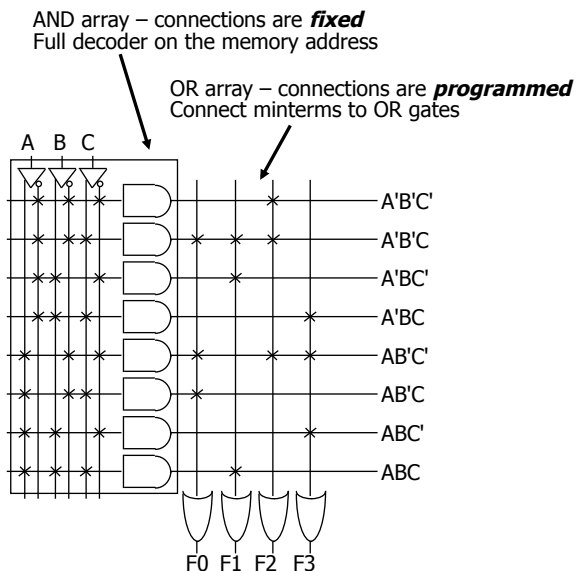 AND array – connections are fixed
Full decoder on the memory address
OR array – connections are programmed
Connect minterms to OR gates
A B C
A'B'C'
A'B'C
A'BC'
A'BC
AB'C'
AB'C
ABC'
ABC
F0 F1 F2 F3